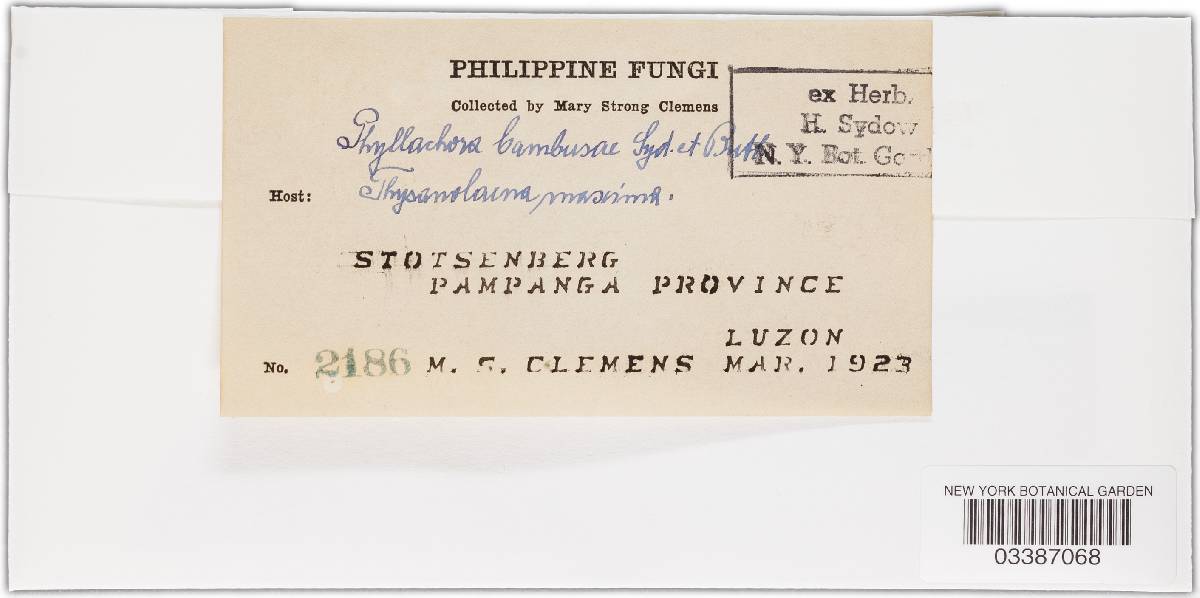 PHILIPPINE FUNGI
Collected by Mary Strong Clemens
ex Herb.
H. Sydow
N. Y. Bot. Gard
Phyllachora bambusae Syd. et Butl.
Host: Thysanolaena maxima.
STOTSENBERG
PAMPANGA PROVINCE
LUZON
No. 2186 M. S. CLEMENS MAR. 1923
NEW YORK BOTANICAL GARDEN
03387068